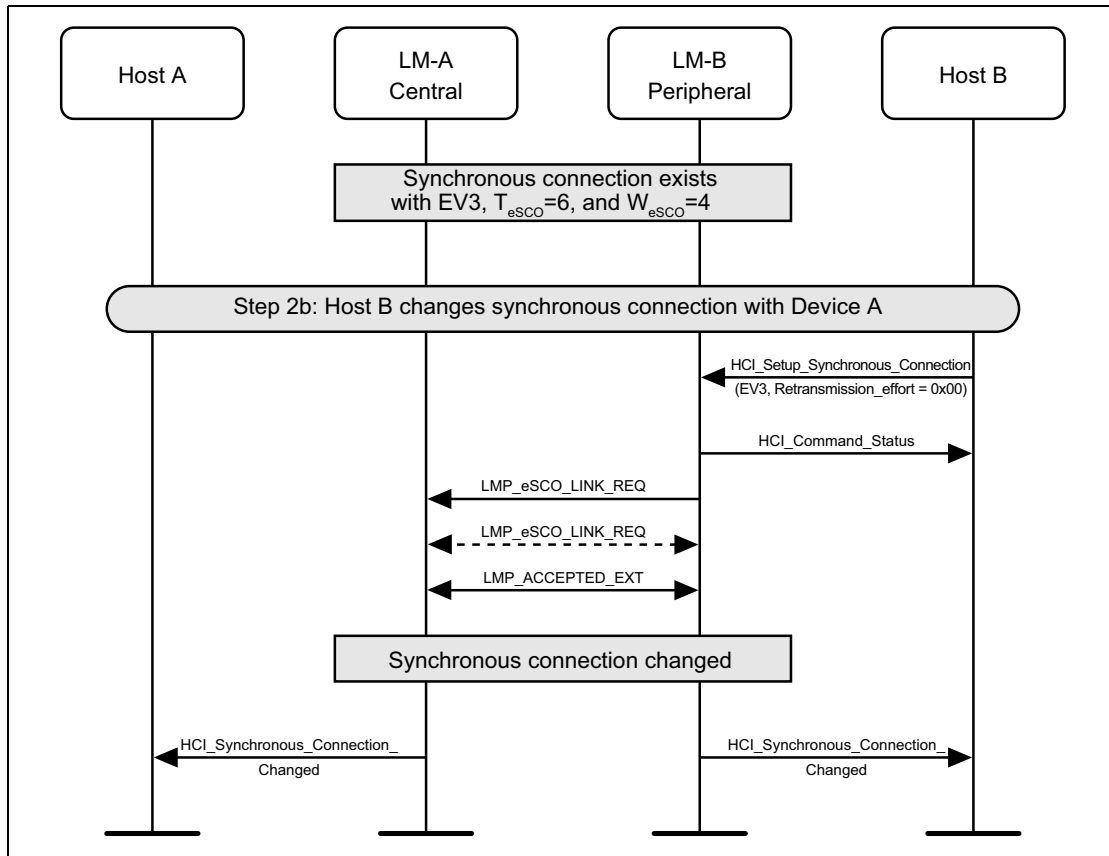 Host A
LM-A
Central
LM-B
Peripheral
Host B
Synchronous connection exists
with EV3, TeSCO=6, and WeSCO=4
Step 2b: Host B changes synchronous connection with Device A
HCI_Setup_Synchronous_Connection
(EV3, Retransmission_effort = 0x00)
HCI_Command_Status
LMP_eSCO_LINK_REQ
LMP_eSCO_LINK_REQ
LMP_ACCEPTED_EXT
Synchronous connection changed
HCI_Synchronous_Connection_
Changed
HCI_Synchronous_Connection_
Changed